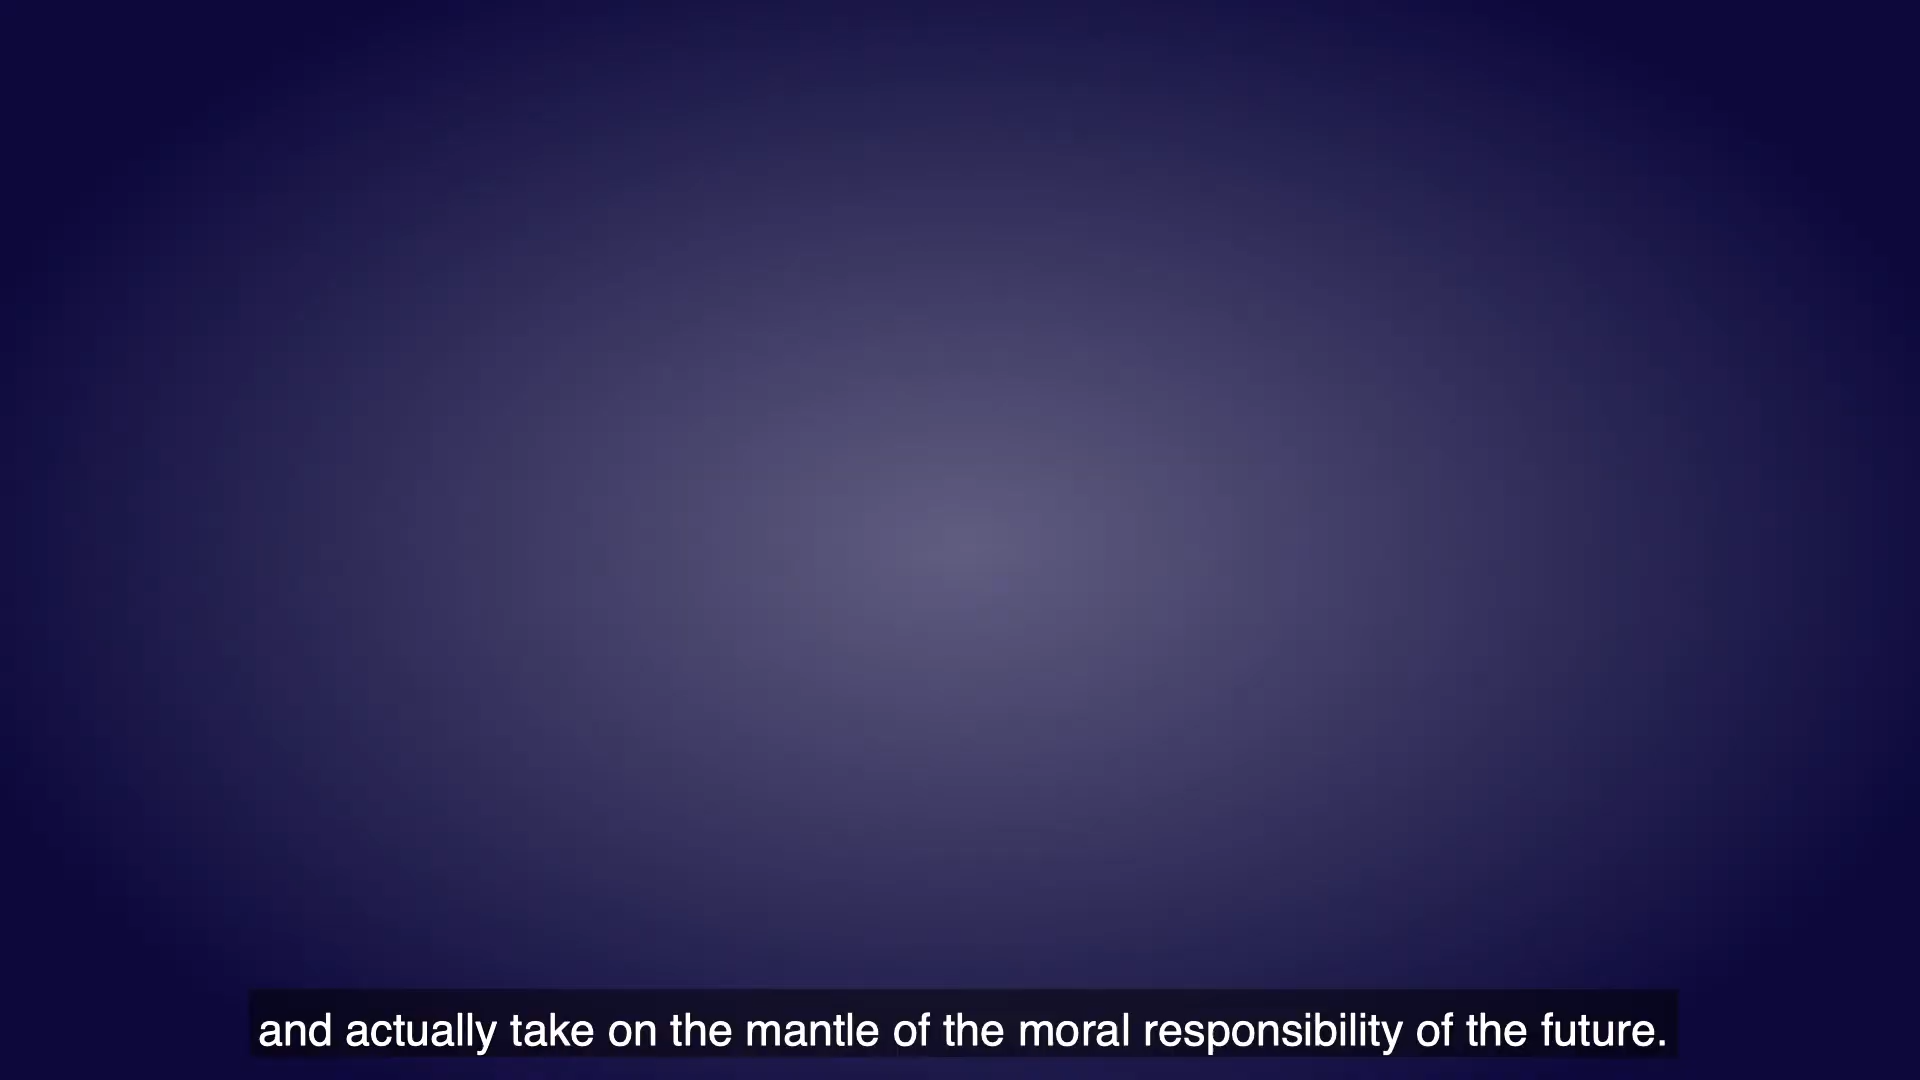 and actually take on the mantle of the moral responsibility of the future.